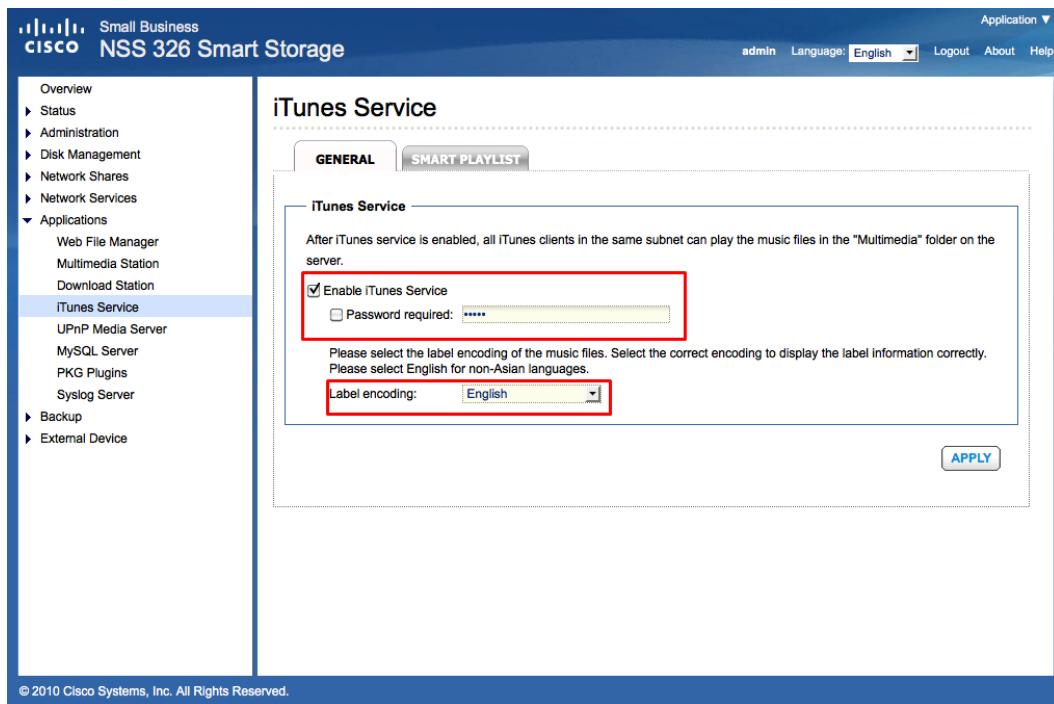 Application ▼
Small Business
CISCO NSS 326 Smart Storage
admin Language: English Logout About Help
Overview
Status
Administration
Disk Management
Network Shares
Network Services
Applications
Web File Manager
Multimedia Station
Download Station
iTunes Service
UPnP Media Server
MySQL Server
PKG Plugins
Syslog Server
Backup
External Device
iTunes Service
GENERAL SMART PLAYLIST
iTunes Service
After iTunes service is enabled, all iTunes clients in the same subnet can play the music files in the "Multimedia" folder on the
server.
Enable iTunes Service
Password required: •••••
Please select the label encoding of the music files. Select the correct encoding to display the label information correctly.
Please select English for non-Asian languages.
Label encoding: English
APPLY
© 2010 Cisco Systems, Inc. All Rights Reserved.